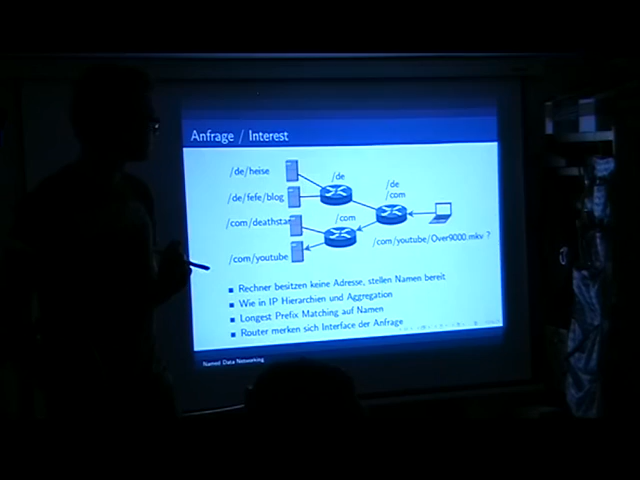 Anfrage / Interest
/de/heise
/de
/de
/de/fefe/blog
/com
/com/deathstar
/com
/com/youtube/Over9000.mkv ?
/com/youtube
Rechner besitzen keine Adresse, stellen Namen bereit
Wie in IP Hierarchien und Aggregation
Longest Prefix Matching auf Namen
Router merken sich Interface der Anfrage
Named Data Networking